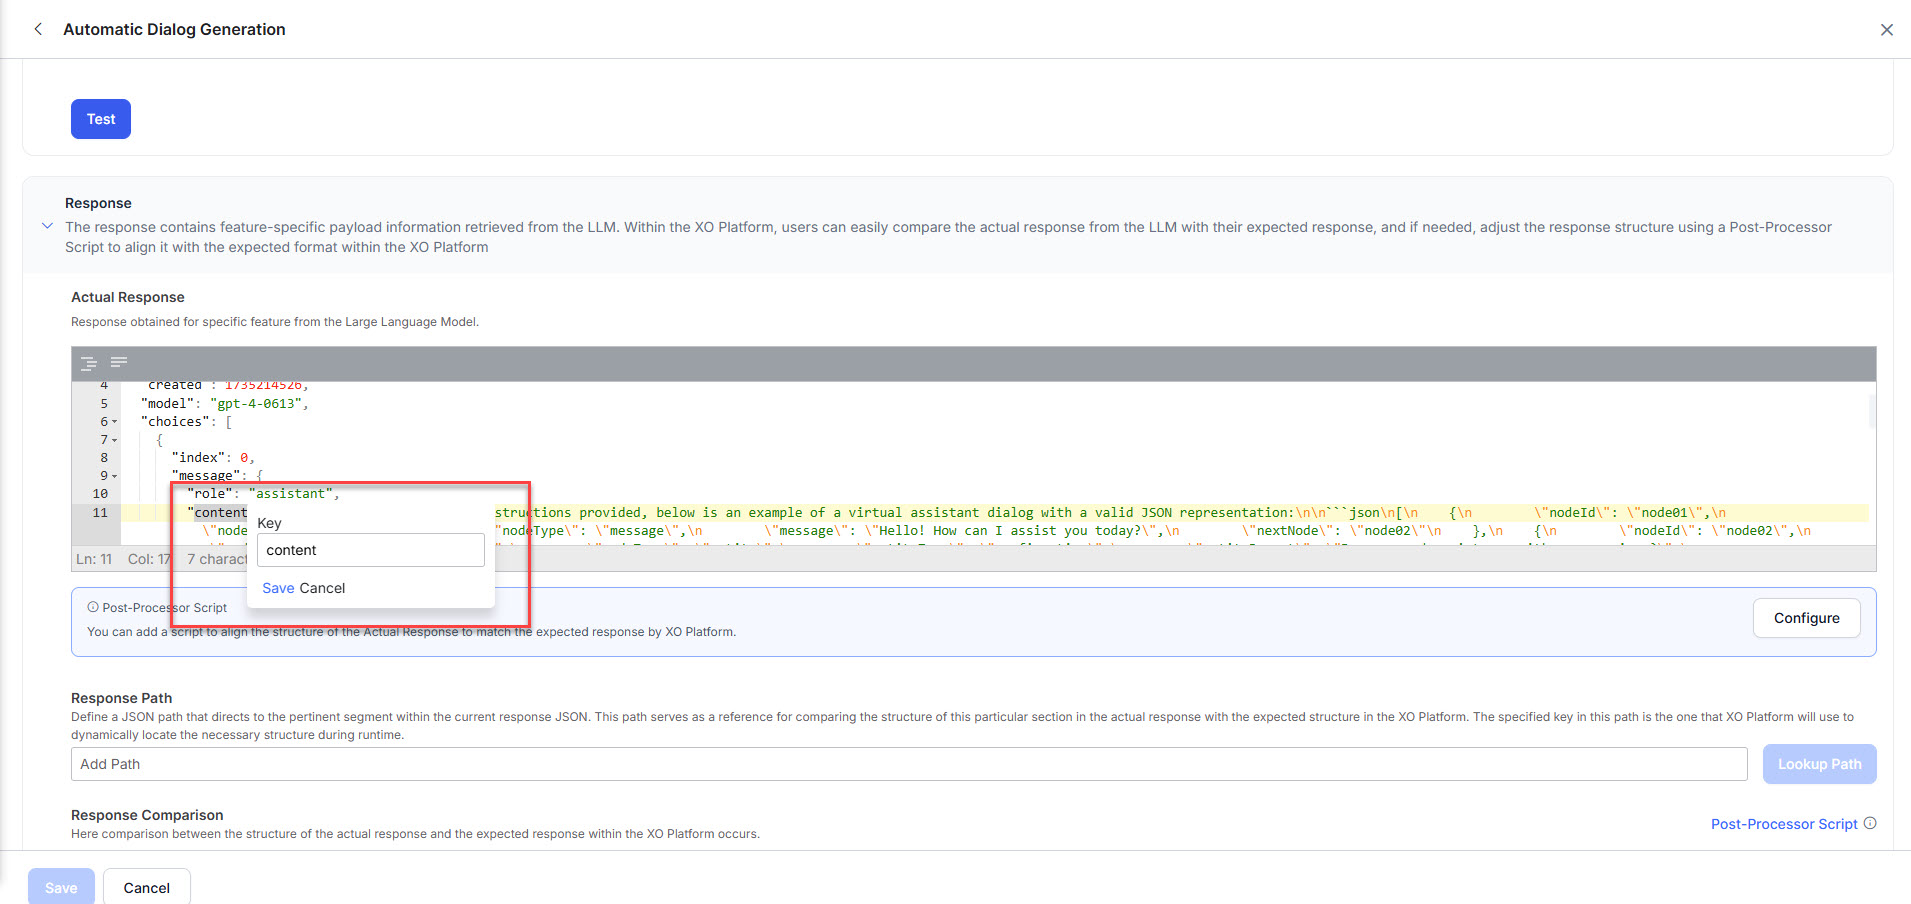 Automatic Dialog Generation
Test
Response
The response contains feature-specific payload information retrieved from the LLM. Within the XO Platform, users can easily compare the actual response from the LLM with their expected response, and if needed, adjust the response structure using a Post-Processor
Script to align it with the expected format within the XO Platform
Actual Response
Response obtained for specific feature from the Large Language Model.
4 created : 1735214526,
5 "model": "gpt-4-0613",
6 "choices": [
7 {
8 "index": 0,
9 "message": {
10 "role": "assistant",
11 "content structions provided, below is an example of a virtual assistant dialog with a valid JSON representation:\n\n```json\n[\n {\n \"nodeId\": \"node01\",\n
\"node nodeType\": \"message\",\n \"message\": \"Hello! How can I assist you today?\",\n \"nextNode\": \"node02\"\n },\n {\n \"nodeId\": \"node02\",\n
Key
content
Save Cancel
Ln: 11 Col: 17 7 charact
Post-Processor Script
You can add a script to align the structure of the Actual Response to match the expected response by XO Platform.
Configure
Response Path
Define a JSON path that directs to the pertinent segment within the current response JSON. This path serves as a reference for comparing the structure of this particular section in the actual response with the expected structure in the XO Platform. The specified key in this path is the one that XO Platform will use to
dynamically locate the necessary structure during runtime.
Add Path
Lookup Path
Response Comparison
Here comparison between the structure of the actual response and the expected response within the XO Platform occurs.
Post-Processor Script
Save Cancel